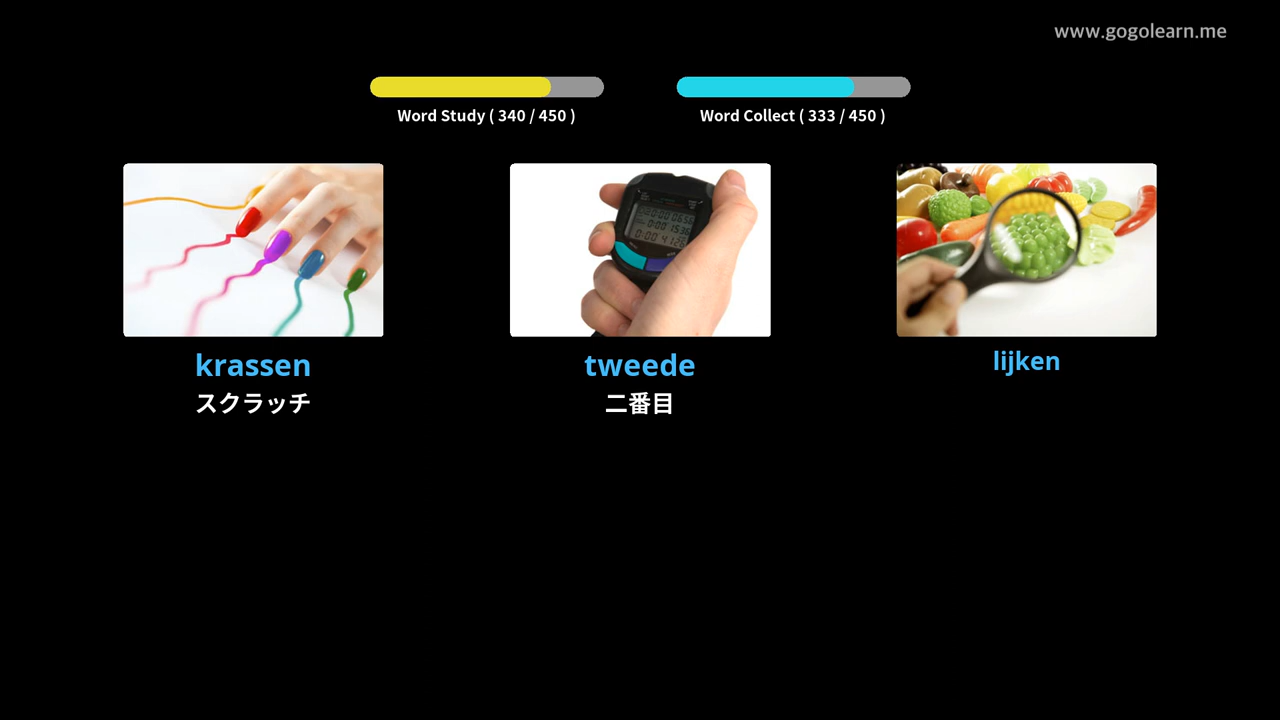 www.gogolearn.me
Word Study ( 340 / 450 )
Word Collect ( 333 / 450 )
krassen
スクラッチ
tweede
二番目
lijken